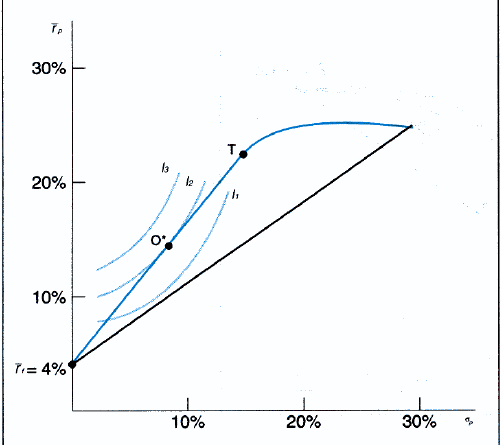 r̅ₚ
30%
I₃
I₂
I₁
T
20%
O*
10%
r̅f = 4%
10%
20%
30%
σₚ